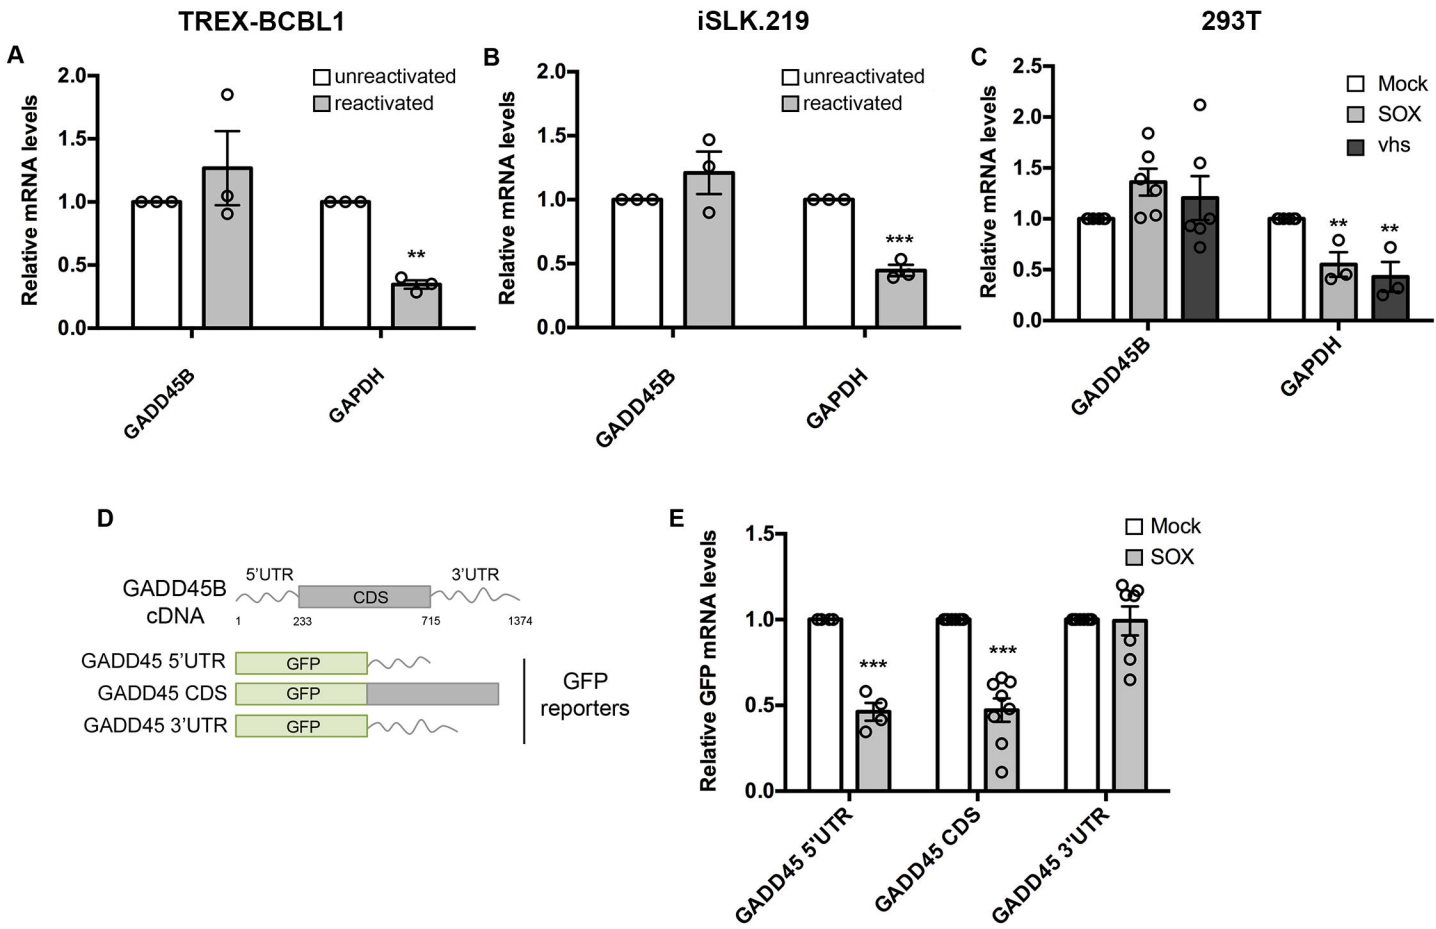 TREX-BCBL1
iSLK.219
293T
A
Relative mRNA levels
2.0
1.5
1.0
0.5
0.0
unreactivated
reactivated
**
GADD45B
GAPDH
B
Relative mRNA levels
2.0
1.5
1.0
0.5
0.0
unreactivated
reactivated
***
GADD45B
GAPDH
C
Relative mRNA levels
2.5
2.0
1.5
1.0
0.5
0.0
Mock
SOX
vhs
**
**
GADD45B
GAPDH
D
5'UTR
3'UTR
GADD45B
cDNA
CDS
1
233
715
1374
GADD45 5'UTR
GFP
GADD45 CDS
GFP
GADD45 3'UTR
GFP
GFP
reporters
E
Relative GFP mRNA levels
1.5
1.0
0.5
0.0
Mock
SOX
***
***
GADD45 5'UTR
GADD45 CDS
GADD45 3'UTR